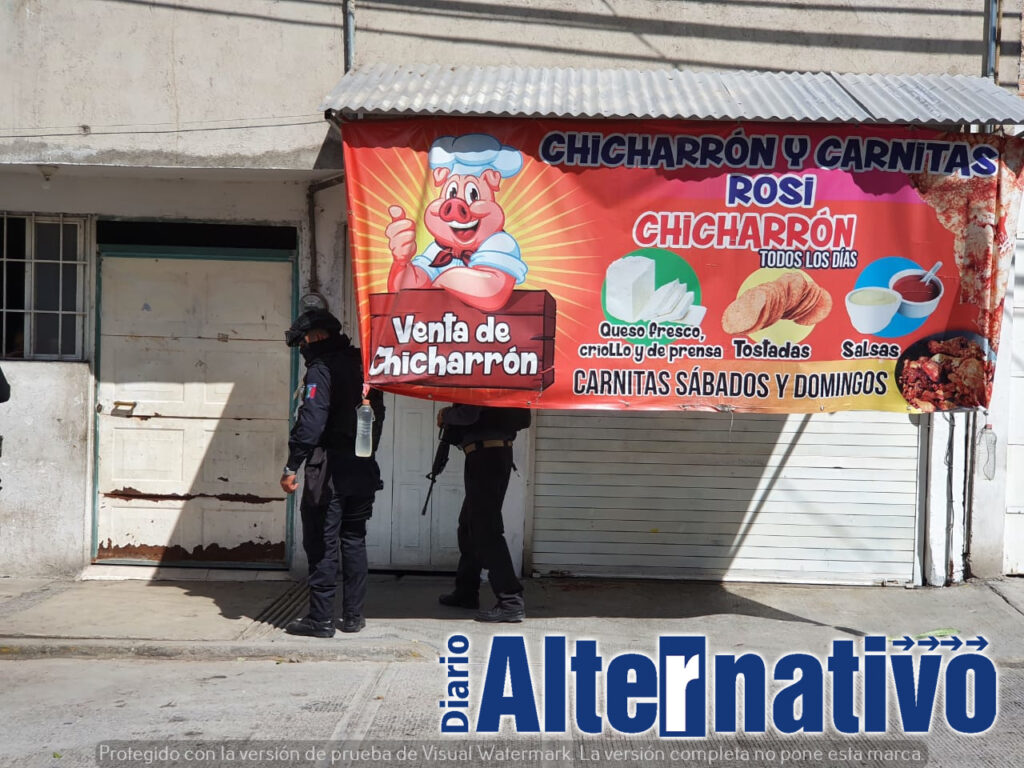 CHICHARRÓN Y CARNITAS
ROSI
CHICHARRÓN
TODOS LOS DÍAS
Venta de
Chicharrón
Queso fresco,
criollo y de prensa
Tostadas
Salsas
CARNITAS SÁBADOS Y DOMINGOS
Diario
Alternativo
Protegido con la versión de prueba de Visual Watermark. La versión completa no pone esta marca.